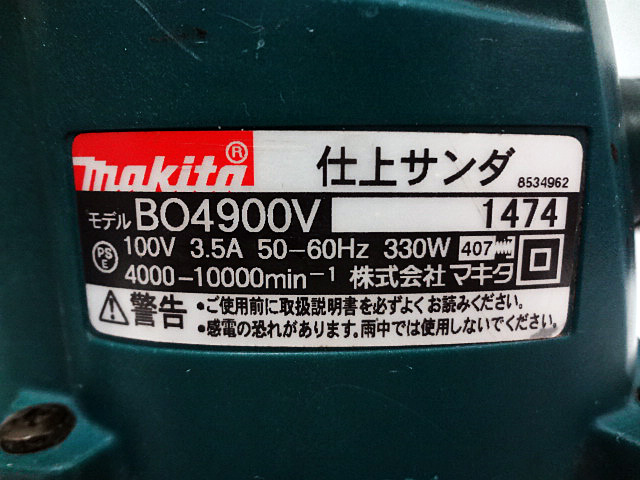 makita® 仕上サンダ 8534962
モデル BO4900V 1474
PSE 100V 3.5A 50-60Hz 330W 407
4000-10000min⁻¹ 株式会社 マキタ
警告 •ご使用前に取扱説明書を必ずよくお読みください。
•感電の恐れがあります。雨中では使用しないでください。